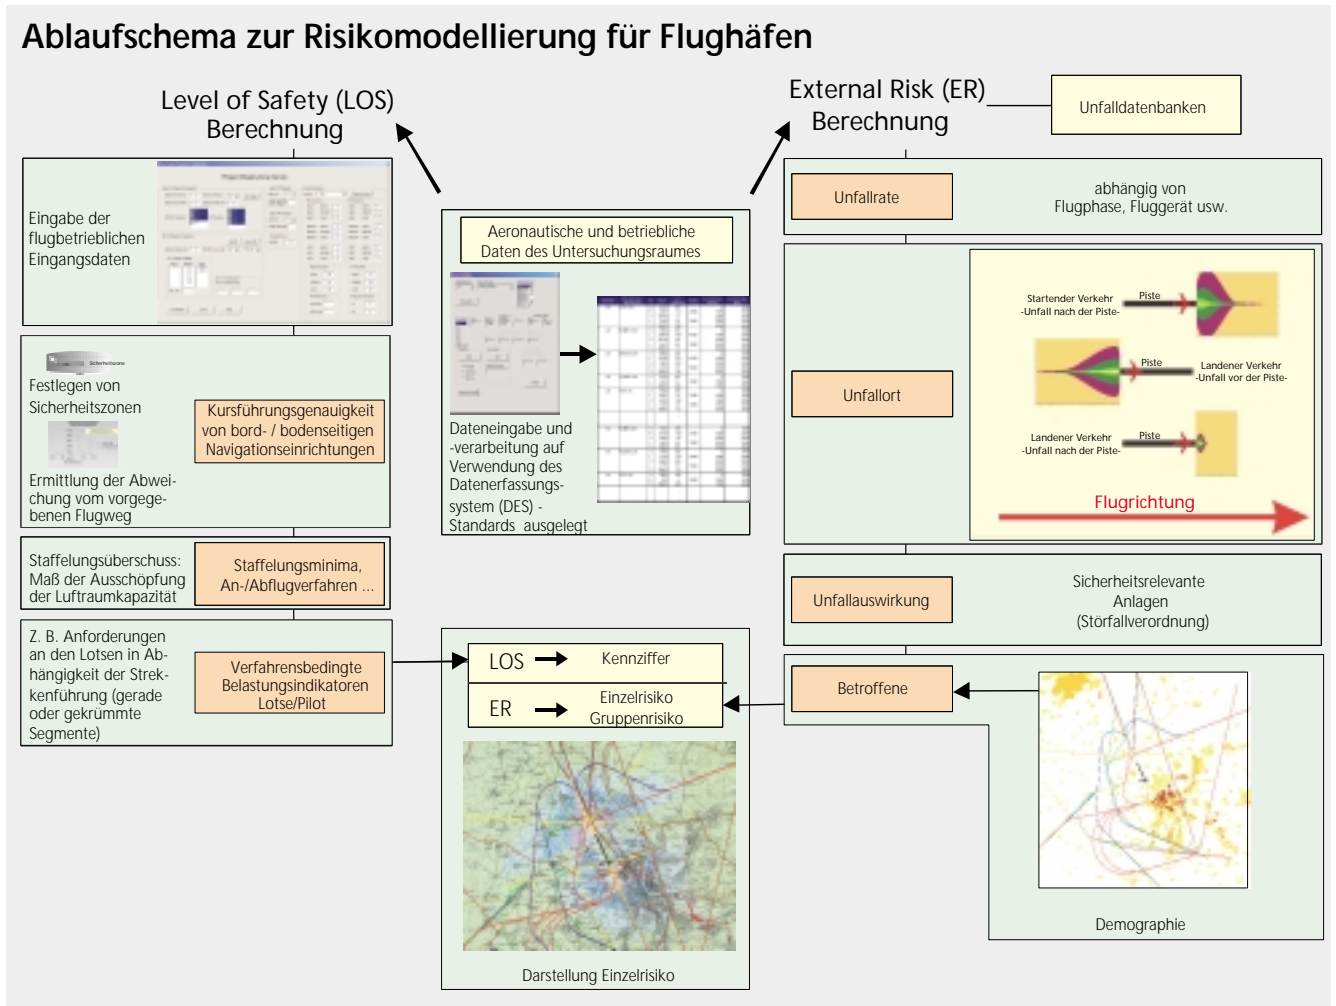 Ablaufschema zur Risikomodellierung für Flughäfen
Level of Safety (LOS)
Berechnung
Eingabe der
flugbetrieblichen
Eingangsdaten
Sicherheitszone
Festlegen von
Sicherheitszonen
Kursführungsgenauigkeit
von bord- / bodenseitigen
Navigationseinrichtungen
Ermittlung der Abwei-
chung vom vorgege-
benen Flugweg
Staffelungsüberschuss:
Maß der Ausschöpfung
der Luftraumkapazität
Staffelungsminima,
An-/Abflugverfahren ...
Z. B. Anforderungen
an den Lotsen in Ab-
hängigkeit der Strek-
kenführung (gerade
oder gekrümmte
Segmente)
Verfahrensbedingte
Belastungsindikatoren
Lotse/Pilot
Aeronautische und betriebliche
Daten des Untersuchungsraumes
Dateneingabe und
-verarbeitung auf
Verwendung des
Datenerfassungs-
system (DES) -
Standards ausgelegt
LOS
Kennziffer
ER
Einzelrisiko
Gruppenrisiko
Darstellung Einzelrisiko
External Risk (ER)
Berechnung
Unfalldatenbanken
Unfallrate
abhängig von
Flugphase, Fluggerät usw.
Unfallort
Startender Verkehr
-Unfall nach der Piste-
Piste
Piste
Landener Verkehr
-Unfall vor der Piste-
Landener Verkehr
-Unfall nach der Piste-
Piste
Flugrichtung
Unfallauswirkung
Sicherheitsrelevante
Anlagen
(Störfallverordnung)
Betroffene
Demographie